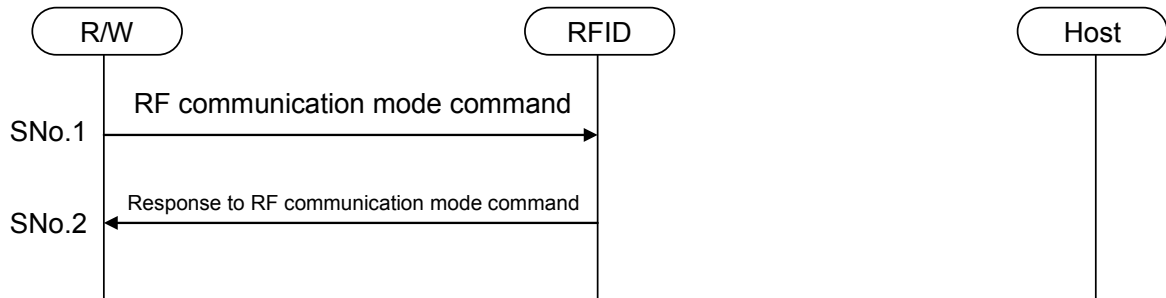 R/W
RFID
Host
RF communication mode command
SNo.1
Response to RF communication mode command
SNo.2